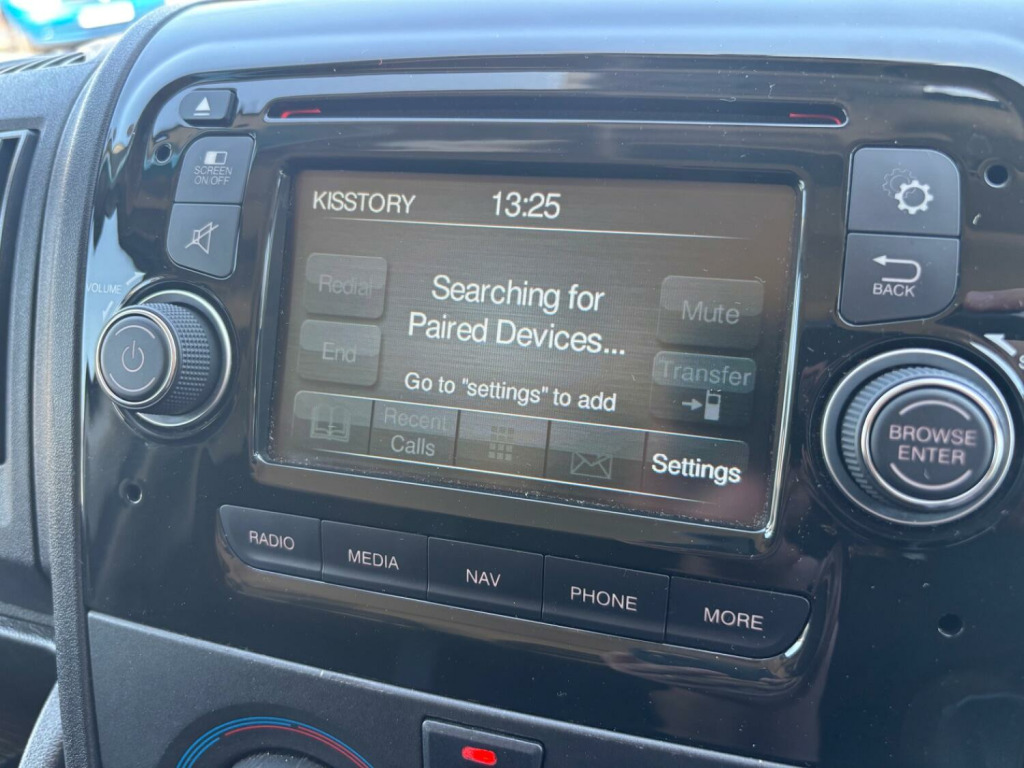 SCREEN
ON/OFF
KISSTORY 13:25
Redial
Searching for
Paired Devices...
Mute
End
Go to "settings" to add
Transfer
Recent
Calls
Settings
BACK
VOLUME
BROWSE
ENTER
RADIO
MEDIA
NAV
PHONE
MORE